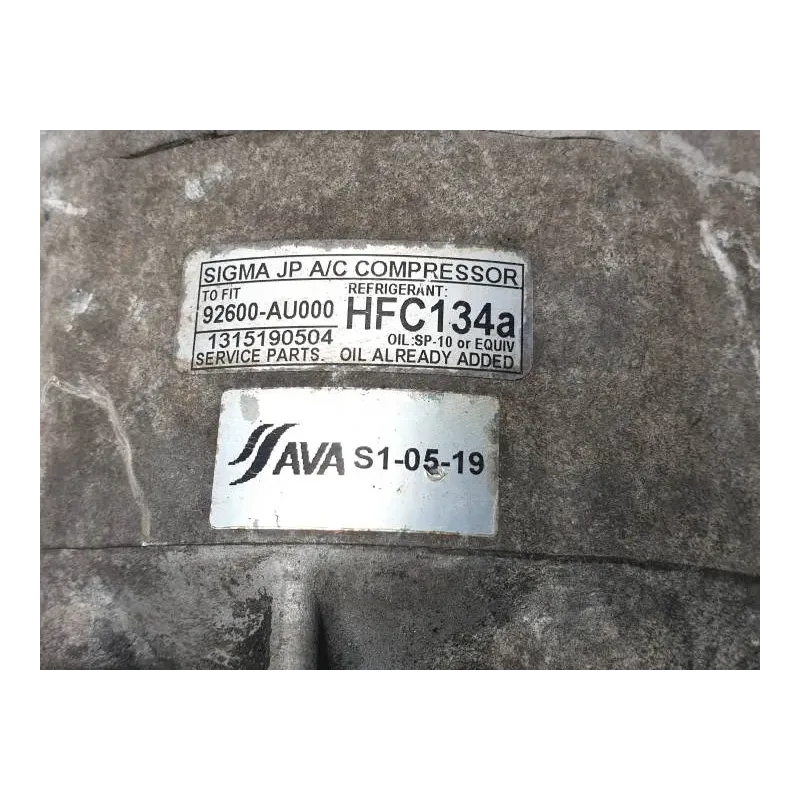 SIGMA JP A/C COMPRESSOR
TO FIT REFRIGERANT:
92600-AU000 HFC134a
1315190504 OIL:SP-10 or EQUIV
SERVICE PARTS. OIL ALREADY ADDED
AVA S1-05-19